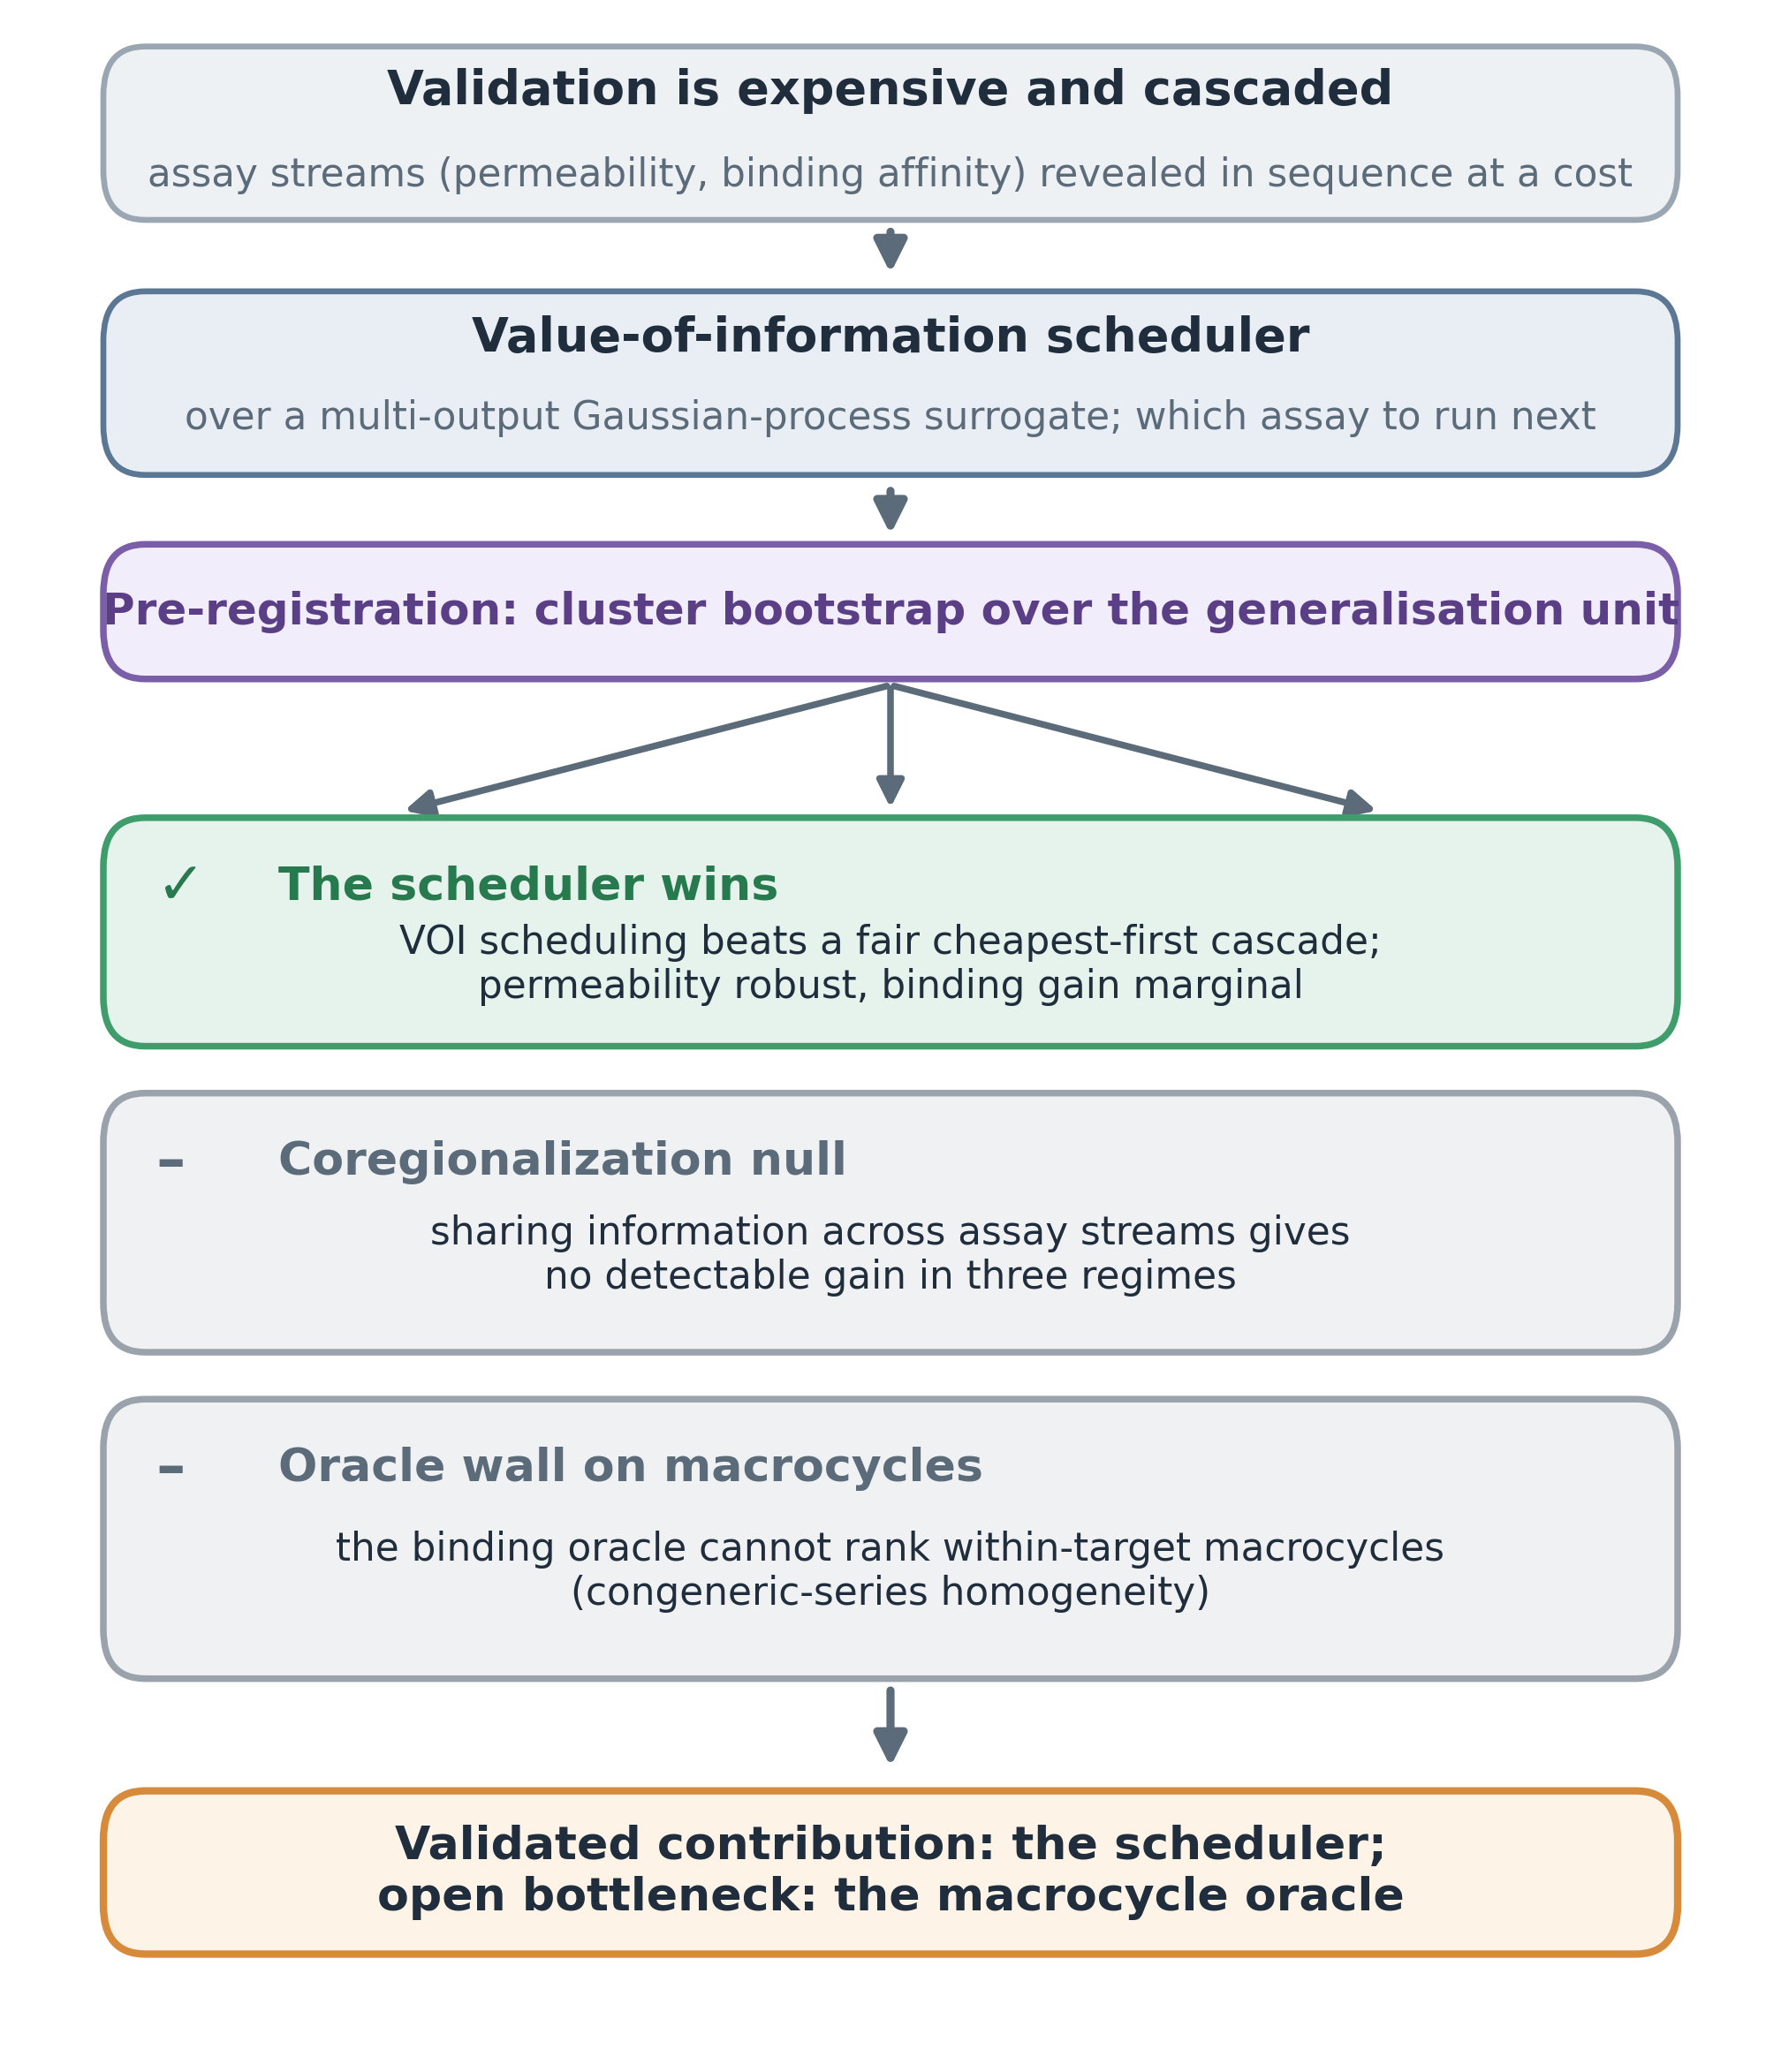 Validation is expensive and cascaded
assay streams (permeability, binding affinity) revealed in sequence at a cost
Value-of-information scheduler
over a multi-output Gaussian-process surrogate; which assay to run next
Pre-registration: cluster bootstrap over the generalisation unit
✓ The scheduler wins
VOI scheduling beats a fair cheapest-first cascade;
permeability robust, binding gain marginal
– Coregionalization null
sharing information across assay streams gives
no detectable gain in three regimes
– Oracle wall on macrocycles
the binding oracle cannot rank within-target macrocycles
(congeneric-series homogeneity)
Validated contribution: the scheduler;
open bottleneck: the macrocycle oracle